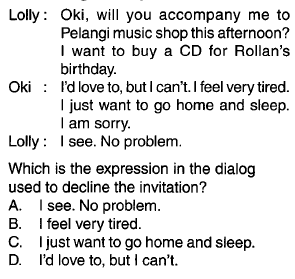 Lolly : Oki, will you accompany me to
Pelangi music shop this afternoon?
I want to buy a CD for Rollan's
birthday.
Oki : I'd love to, but I can't. I feel very tired.
I just want to go home and sleep.
I am sorry.
Lolly : I see. No problem.
Which is the expression in the dialog
used to decline the invitation?
A. I see. No problem.
B. I feel very tired.
C. I just want to go home and sleep.
D. I'd love to, but I can't.